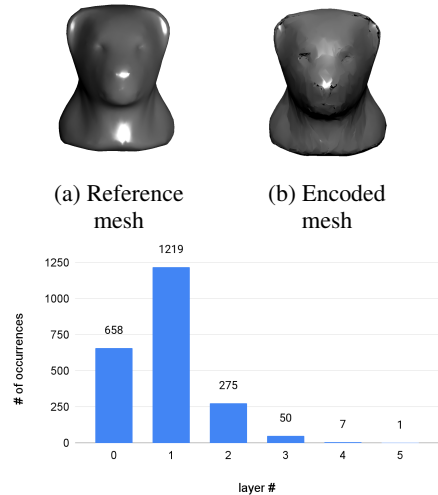 (a) Reference
mesh
(b) Encoded
mesh
# of occurrences
1250
1000
750
500
250
0
658
1219
275
50
7
1
0 1 2 3 4 5
layer #